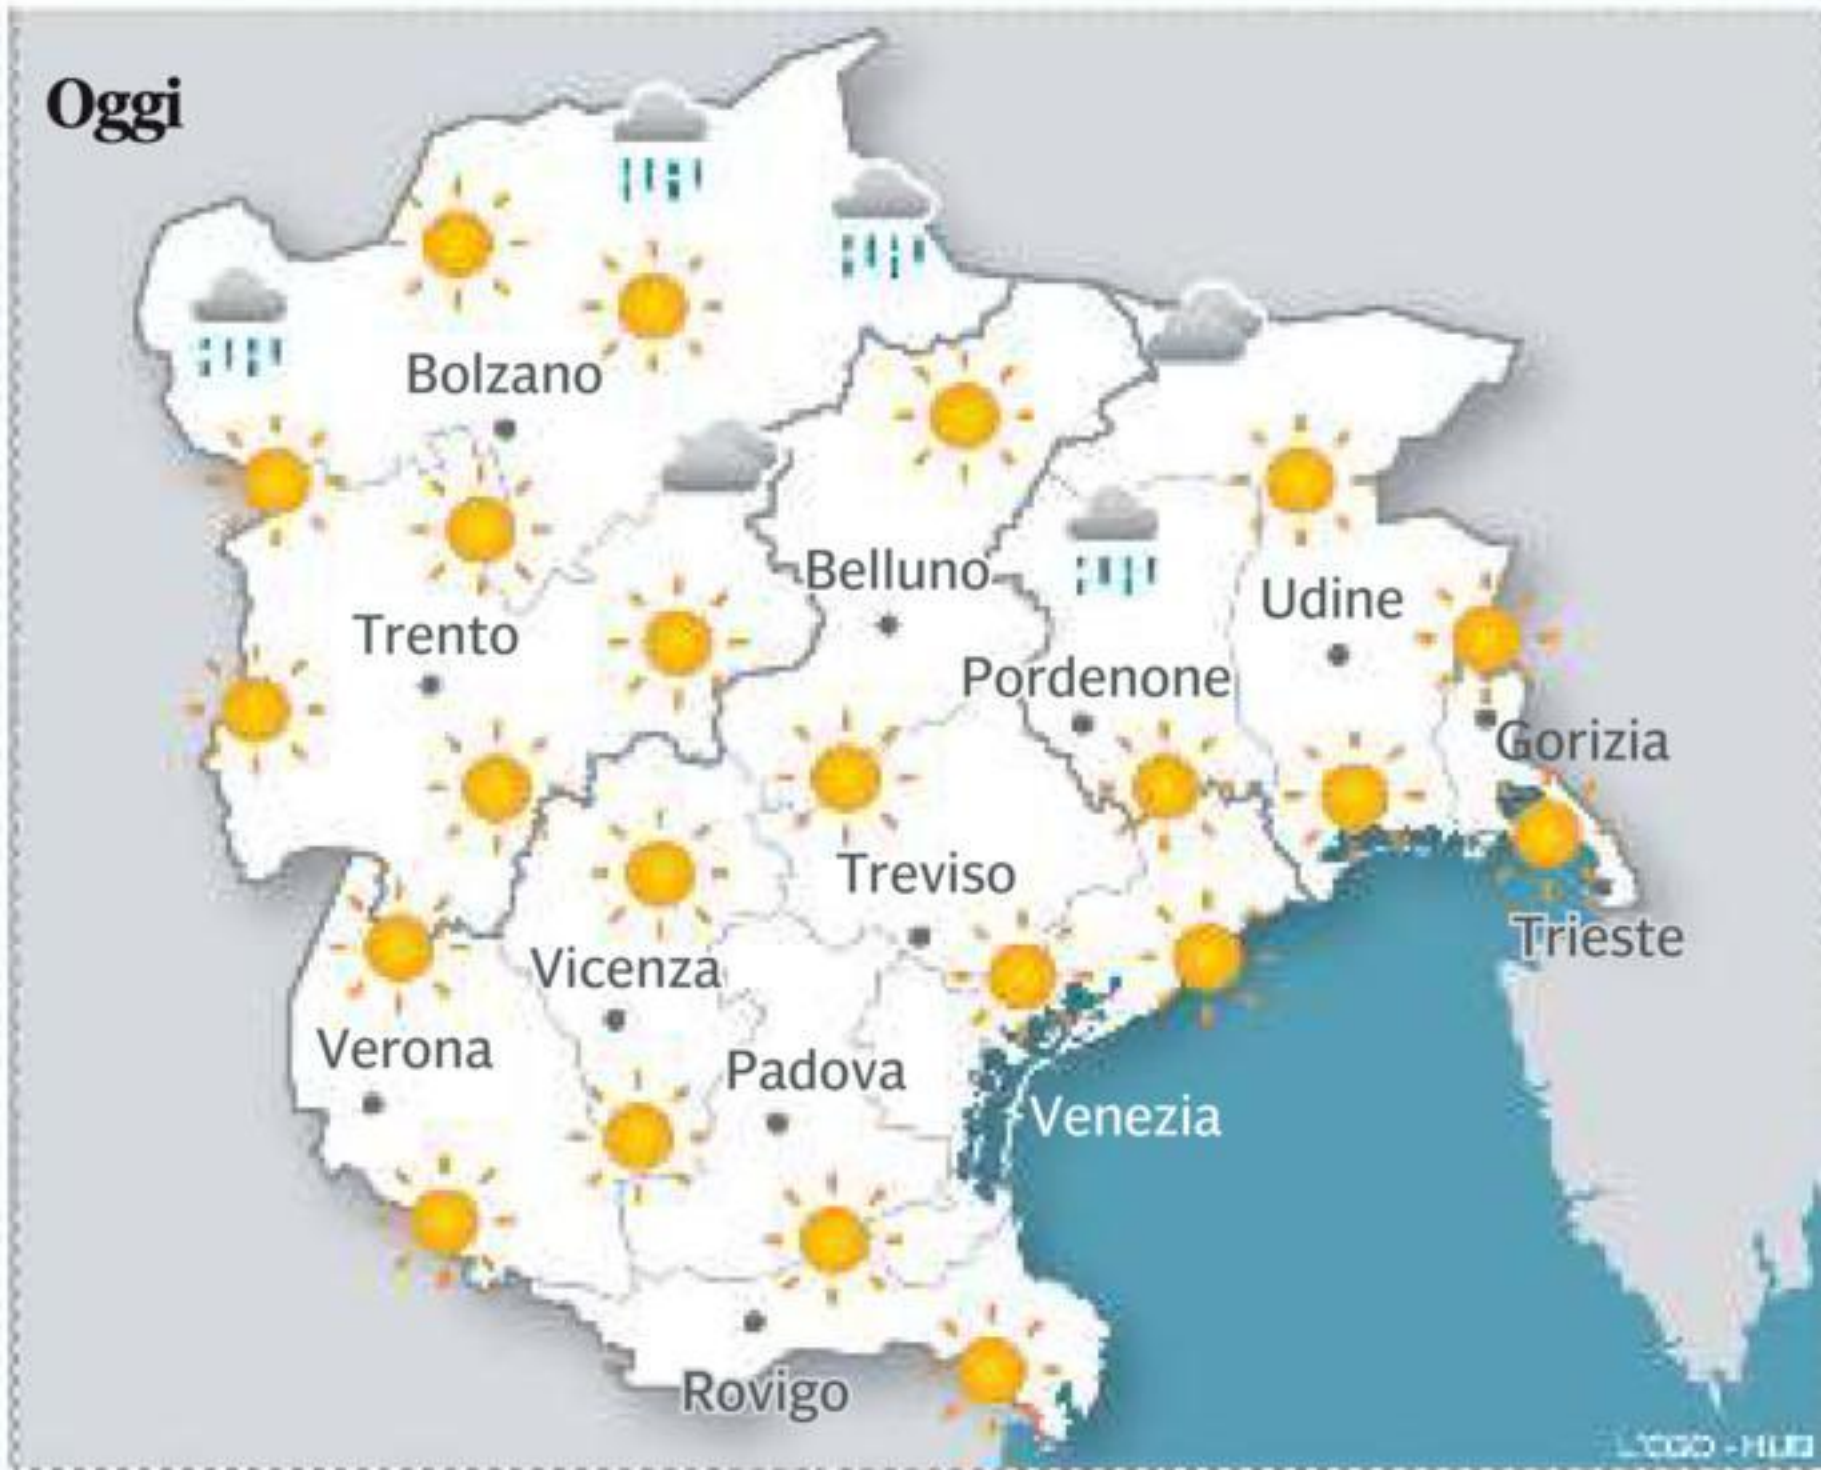 Oggi
Bolzano
Belluno
Trento
Udine
Pordenone
Gorizia
Treviso
Trieste
Vicenza
Verona
Padova
Venezia
Rovigo